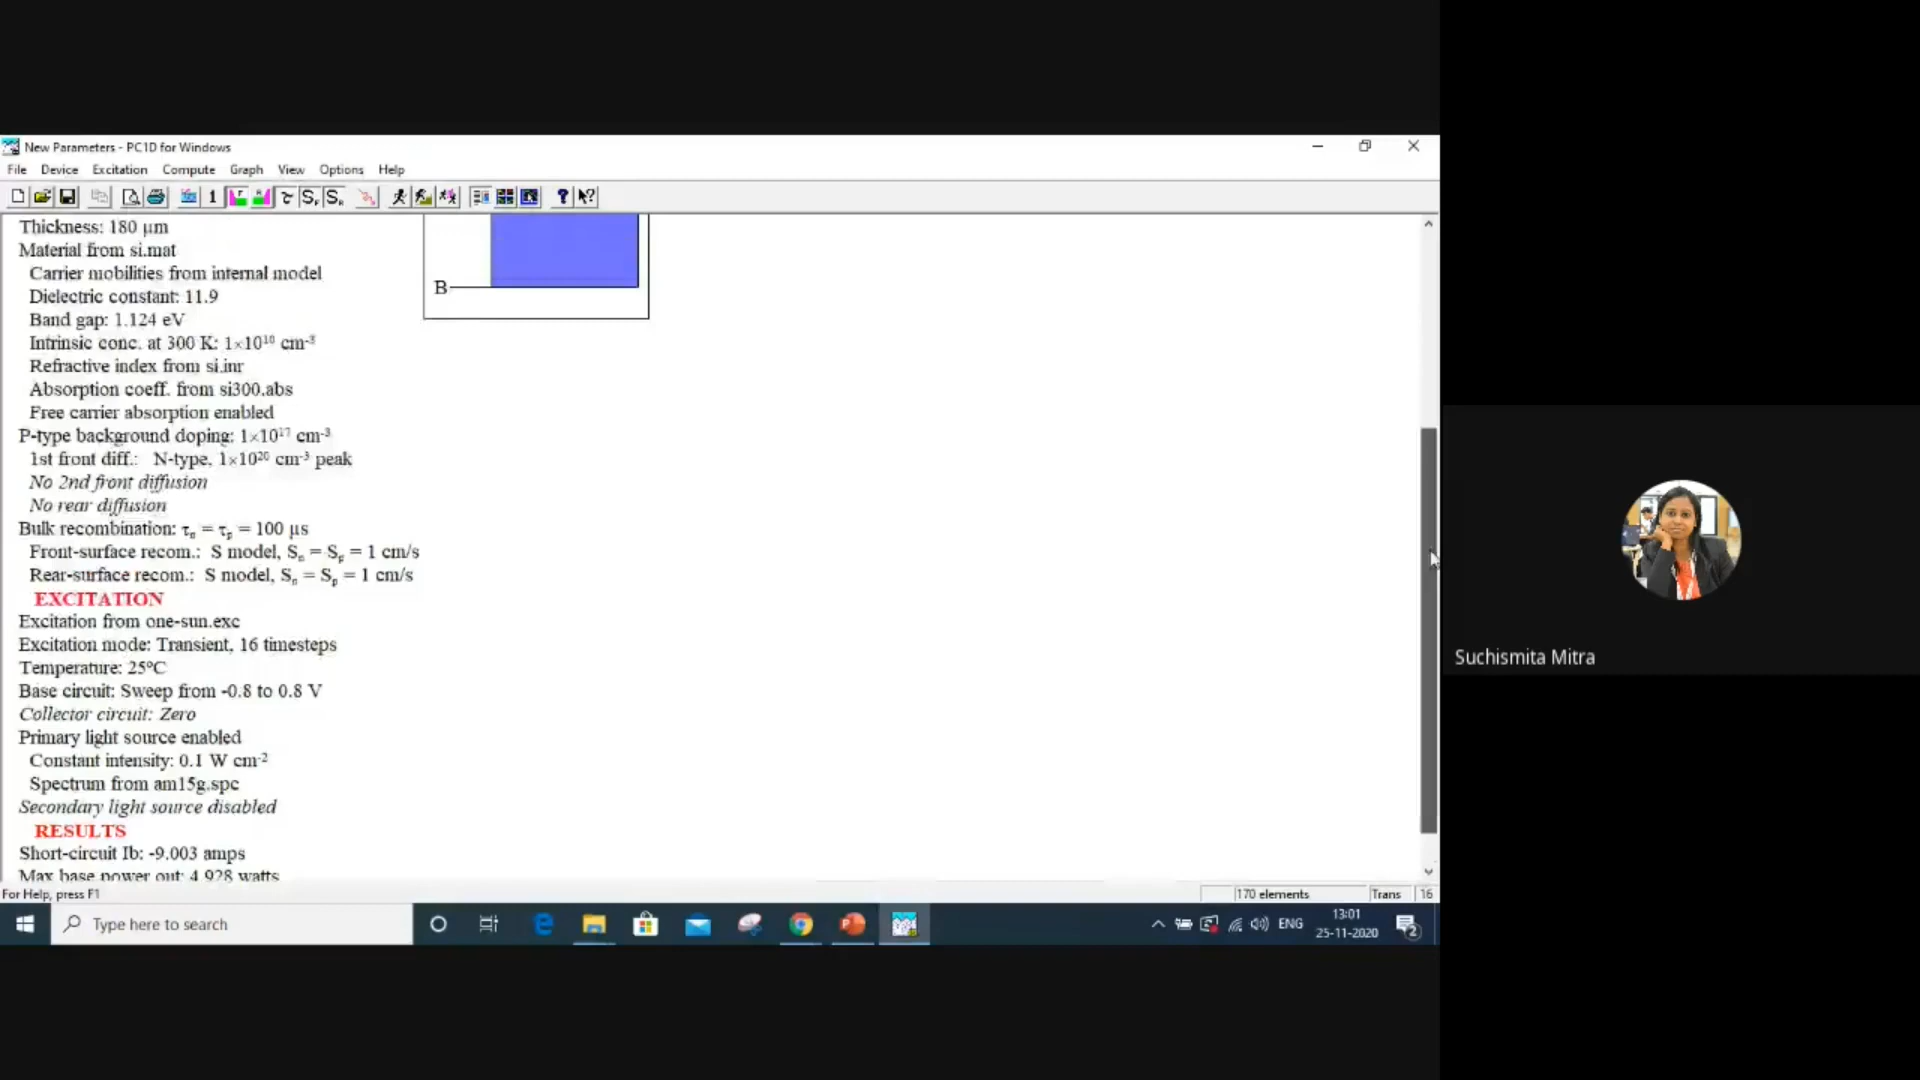 New Parameters - PC1D for Windows
File Device Excitation Compute Graph View Options Help
Thickness: 180 µm
Material from si.mat
Carrier mobilities from internal model
Dielectric constant: 11.9
Band gap: 1.124 eV
Intrinsic conc. at 300 K: 1×10¹⁰ cm⁻³
Refractive index from si.inr
Absorption coeff. from si300.abs
Free carrier absorption enabled
P-type background doping: 1×10¹⁷ cm⁻³
1st front diff.: N-type, 1×10²⁰ cm⁻³ peak
No 2nd front diffusion
No rear diffusion
Bulk recombination: τₙ = τₚ = 100 µs
Front-surface recom.: S model, Sₙ = Sₚ = 1 cm/s
Rear-surface recom.: S model, Sₙ = Sₚ = 1 cm/s
EXCITATION
Excitation from one-sun.exc
Excitation mode: Transient, 16 timesteps
Temperature: 25°C
Base circuit: Sweep from -0.8 to 0.8 V
Collector circuit: Zero
Primary light source enabled
Constant intensity: 0.1 W cm⁻²
Spectrum from am15g.spc
Secondary light source disabled
RESULTS
Short-circuit Ib: -9.003 amps
Max base power out: 4.928 watts
B
Suchismita Mitra
For Help, press F1
170 elements Trans 16
Type here to search
ENG
13:01
25-11-2020
2